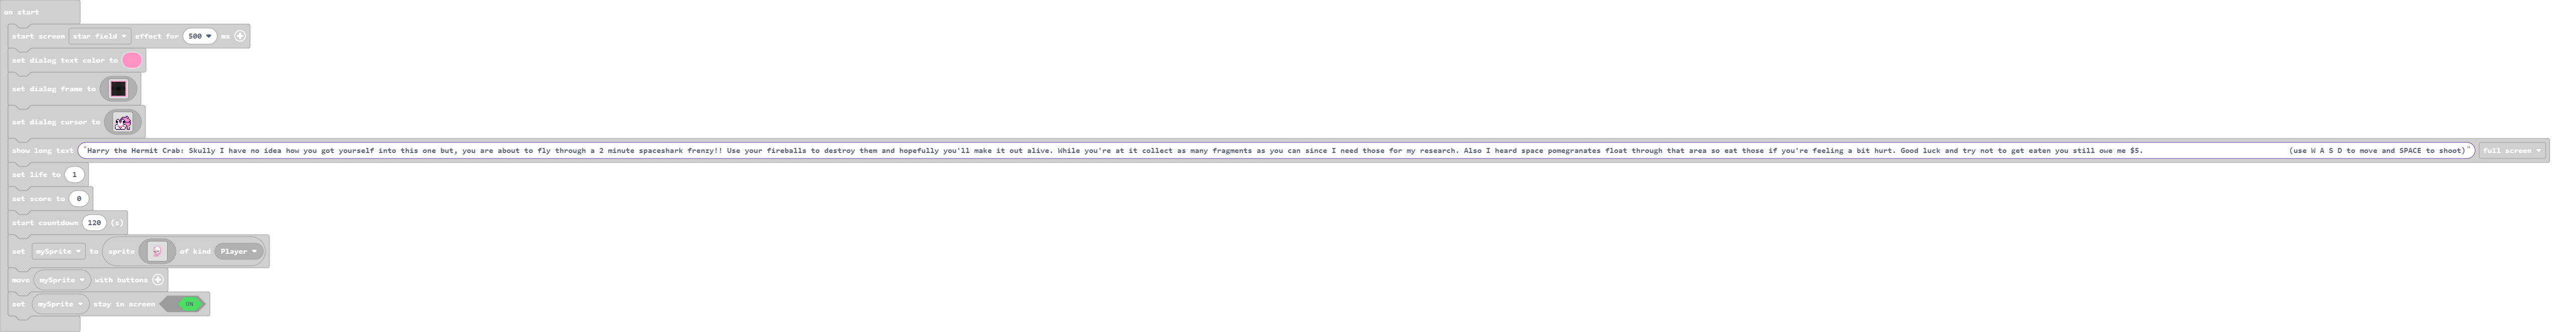 on start
start screen star field effect for 500 ms
set dialog text color to
set dialog frame to
set dialog cursor to
show long text "Harry the Hermit Crab: Skully I have no idea how you got yourself into this one but, you are about to fly through a 2 minute spaceshark frenzy!! Use your fireballs to destroy them and hopefully you'll make it out alive. While you're at it collect as many fragments as you can since I need those for my research. Also I heard space pomegranates float through that area so eat those if you're feeling a bit hurt. Good luck and try not to get eaten you still owe me $5. (use W A S D to move and SPACE to shoot)" full screen
set life to 1
set score to 0
start countdown 120 (s)
set mySprite to sprite of kind Player
move mySprite with buttons
set mySprite stay in screen ON